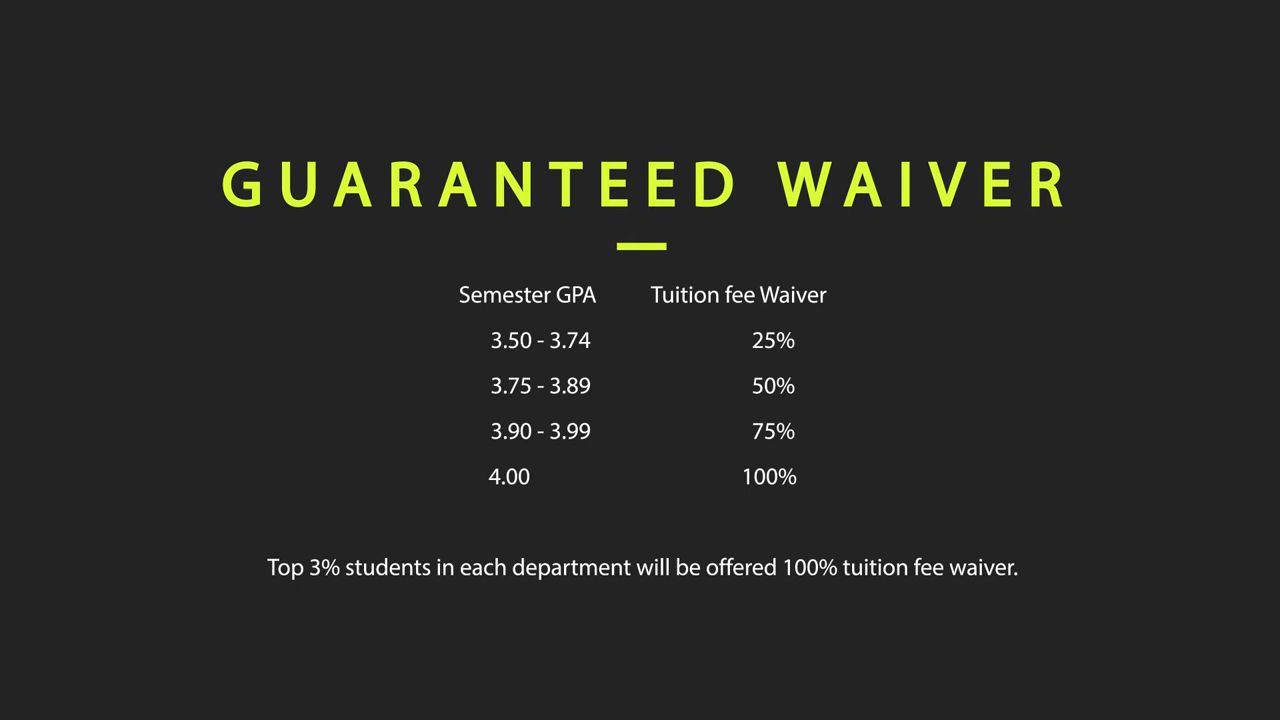 GUARANTEED WAIVER
Semester GPA Tuition fee Waiver
3.50 - 3.74 25%
3.75 - 3.89 50%
3.90 - 3.99 75%
4.00 100%
Top 3% students in each department will be offered 100% tuition fee waiver.